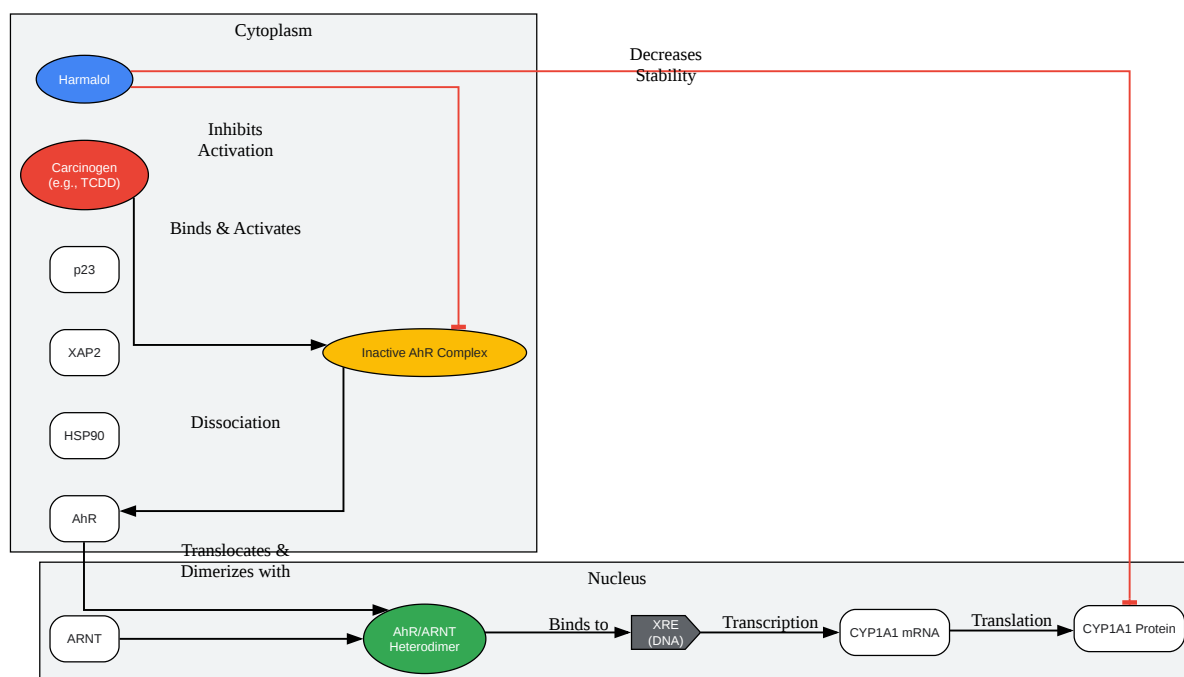 Cytoplasm
Harmalol
Decreases
Stability
Inhibits
Activation
Carcinogen
(e.g., TCDD)
Binds & Activates
p23
XAP2
Inactive AhR Complex
Dissociation
HSP90
AhR
Translocates &
Dimerizes with
Nucleus
ARNT
AhR/ARNT
Heterodimer
Binds to
XRE
(DNA)
Transcription
CYP1A1 mRNA
Translation
CYP1A1 Protein